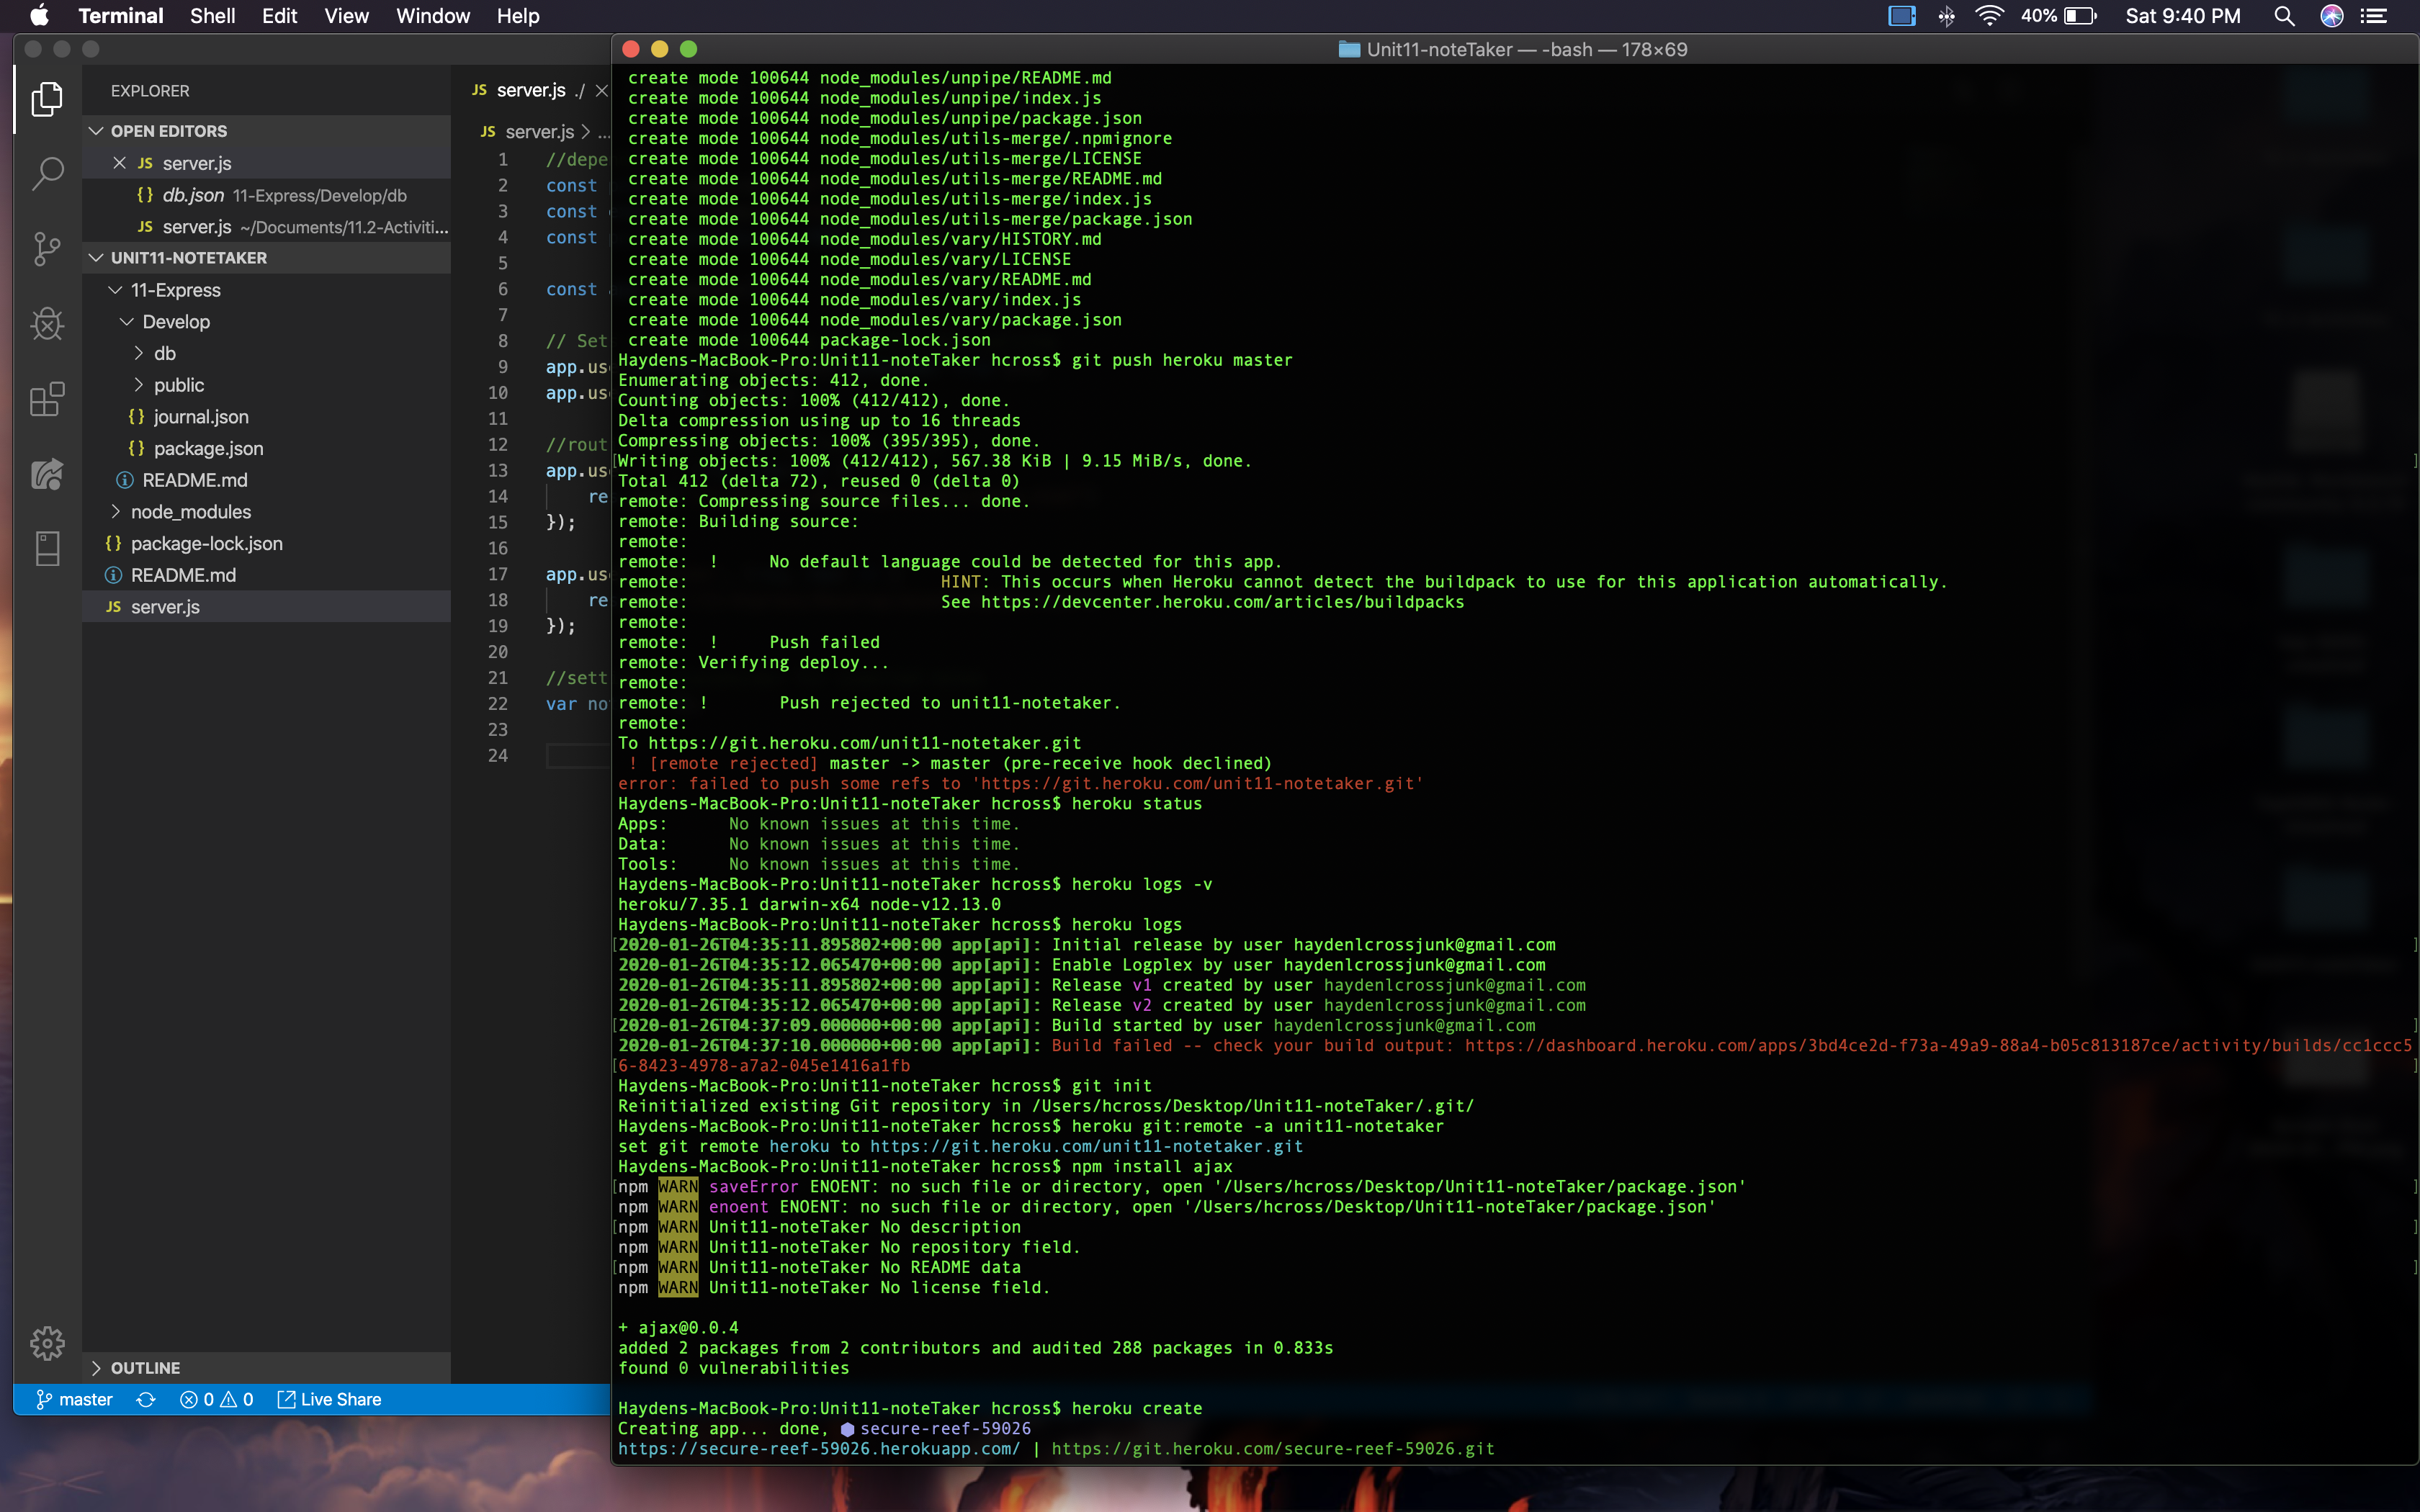 Terminal Shell Edit View Window Help
40% Sat 9:40 PM
EXPLORER
OPEN EDITORS
JS server.js
{} db.json 11-Express/Develop/db
JS server.js ~/Documents/11.2-Activiti...
UNIT11-NOTETAKER
11-Express
Develop
db
public
{} journal.json
{} package.json
README.md
node_modules
{} package-lock.json
README.md
JS server.js
OUTLINE
master 0 0 Live Share
JS server.js ./
JS server.js > ...
1 //depe
2 const
3 const
4 const
5
6 const
7
8 // Set
9 app.us
10 app.us
11
12 //rout
13 app.us
14 re
15 });
16
17 app.us
18 re
19 });
20
21 //sett
22 var no
23
24
Unit11-noteTaker — -bash — 178×69
create mode 100644 node_modules/unpipe/README.md
create mode 100644 node_modules/unpipe/index.js
create mode 100644 node_modules/unpipe/package.json
create mode 100644 node_modules/utils-merge/.npmignore
create mode 100644 node_modules/utils-merge/LICENSE
create mode 100644 node_modules/utils-merge/README.md
create mode 100644 node_modules/utils-merge/index.js
create mode 100644 node_modules/utils-merge/package.json
create mode 100644 node_modules/vary/HISTORY.md
create mode 100644 node_modules/vary/LICENSE
create mode 100644 node_modules/vary/README.md
create mode 100644 node_modules/vary/index.js
create mode 100644 node_modules/vary/package.json
create mode 100644 package-lock.json
Haydens-MacBook-Pro:Unit11-noteTaker hcross$ git push heroku master
Enumerating objects: 412, done.
Counting objects: 100% (412/412), done.
Delta compression using up to 16 threads
Compressing objects: 100% (395/395), done.
Writing objects: 100% (412/412), 567.38 KiB | 9.15 MiB/s, done.
Total 412 (delta 72), reused 0 (delta 0)
remote: Compressing source files... done.
remote: Building source:
remote:
remote: ! No default language could be detected for this app.
remote: HINT: This occurs when Heroku cannot detect the buildpack to use for this application automatically.
remote: See https://devcenter.heroku.com/articles/buildpacks
remote:
remote: ! Push failed
remote: Verifying deploy...
remote:
remote: ! Push rejected to unit11-notetaker.
remote:
To https://git.heroku.com/unit11-notetaker.git
! [remote rejected] master -> master (pre-receive hook declined)
error: failed to push some refs to 'https://git.heroku.com/unit11-notetaker.git'
Haydens-MacBook-Pro:Unit11-noteTaker hcross$ heroku status
Apps: No known issues at this time.
Data: No known issues at this time.
Tools: No known issues at this time.
Haydens-MacBook-Pro:Unit11-noteTaker hcross$ heroku logs -v
heroku/7.35.1 darwin-x64 node-v12.13.0
Haydens-MacBook-Pro:Unit11-noteTaker hcross$ heroku logs
2020-01-26T04:35:11.895802+00:00 app[api]: Initial release by user haydenlcrossjunk@gmail.com
2020-01-26T04:35:12.065470+00:00 app[api]: Enable Logplex by user haydenlcrossjunk@gmail.com
2020-01-26T04:35:11.895802+00:00 app[api]: Release v1 created by user haydenlcrossjunk@gmail.com
2020-01-26T04:35:12.065470+00:00 app[api]: Release v2 created by user haydenlcrossjunk@gmail.com
2020-01-26T04:37:09.000000+00:00 app[api]: Build started by user haydenlcrossjunk@gmail.com
2020-01-26T04:37:10.000000+00:00 app[api]: Build failed -- check your build output: https://dashboard.heroku.com/apps/3bd4ce2d-f73a-49a9-88a4-b05c813187ce/activity/builds/cc1ccc5
6-8423-4978-a7a2-045e1416a1fb
Haydens-MacBook-Pro:Unit11-noteTaker hcross$ git init
Reinitialized existing Git repository in /Users/hcross/Desktop/Unit11-noteTaker/.git/
Haydens-MacBook-Pro:Unit11-noteTaker hcross$ heroku git:remote -a unit11-notetaker
set git remote heroku to https://git.heroku.com/unit11-notetaker.git
Haydens-MacBook-Pro:Unit11-noteTaker hcross$ npm install ajax
npm WARN saveError ENOENT: no such file or directory, open '/Users/hcross/Desktop/Unit11-noteTaker/package.json'
npm WARN enoent ENOENT: no such file or directory, open '/Users/hcross/Desktop/Unit11-noteTaker/package.json'
npm WARN Unit11-noteTaker No description
npm WARN Unit11-noteTaker No repository field.
npm WARN Unit11-noteTaker No README data
npm WARN Unit11-noteTaker No license field.
+ ajax@0.0.4
added 2 packages from 2 contributors and audited 288 packages in 0.833s
found 0 vulnerabilities
Haydens-MacBook-Pro:Unit11-noteTaker hcross$ heroku create
Creating app... done, ⬢ secure-reef-59026
https://secure-reef-59026.herokuapp.com/ | https://git.heroku.com/secure-reef-59026.git